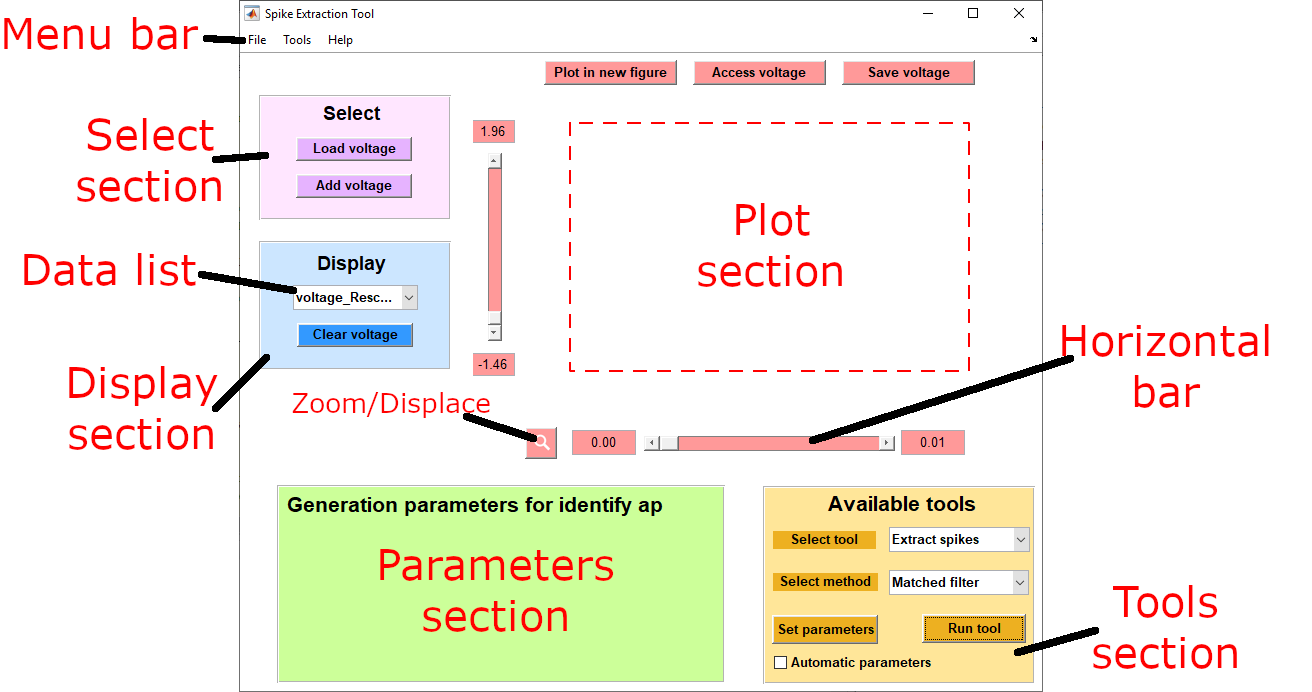 Spike Extraction Tool
Menu bar
File Tools Help
Plot in new figure Access voltage Save voltage
Select
section
Select
Load voltage
Add voltage
1.96
-1.46
Plot
section
Data list
Display
voltage_Resc...
Clear voltage
Display
section
Zoom/Displace
Horizontal
bar
0.00 0.01
Generation parameters for identify ap
Parameters
section
Available tools
Select tool Extract spikes
Select method Matched filter
Set parameters Run tool
Automatic parameters
Tools
section